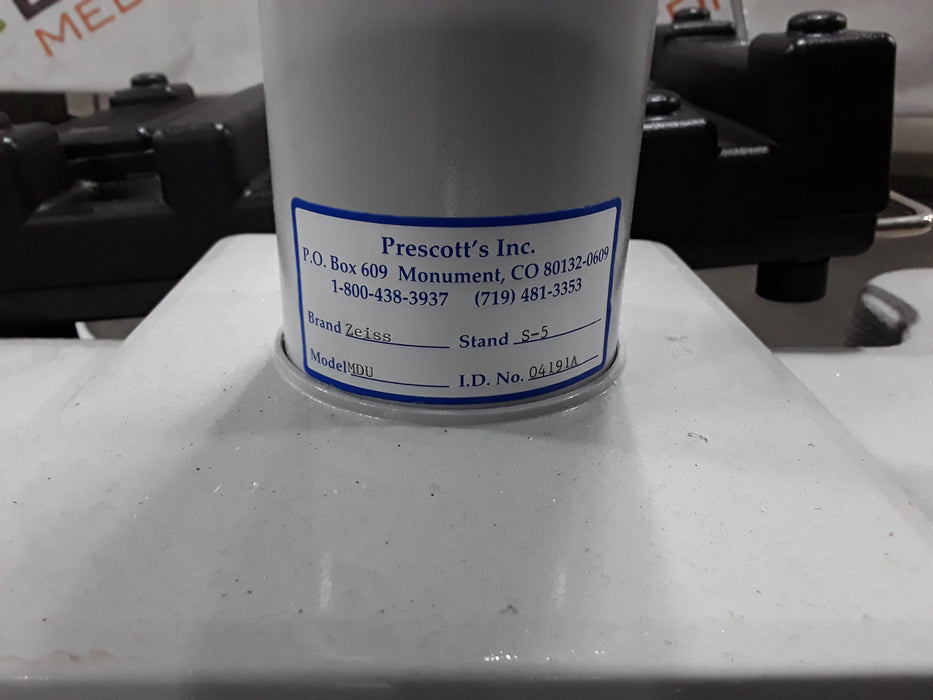 MED
Prescott's Inc.
P.O. Box 609 Monument, CO 80132-0609
1-800-438-3937 (719) 481-3353
Brand Zeiss Stand S-5
Model MDU I.D. No. 04191A